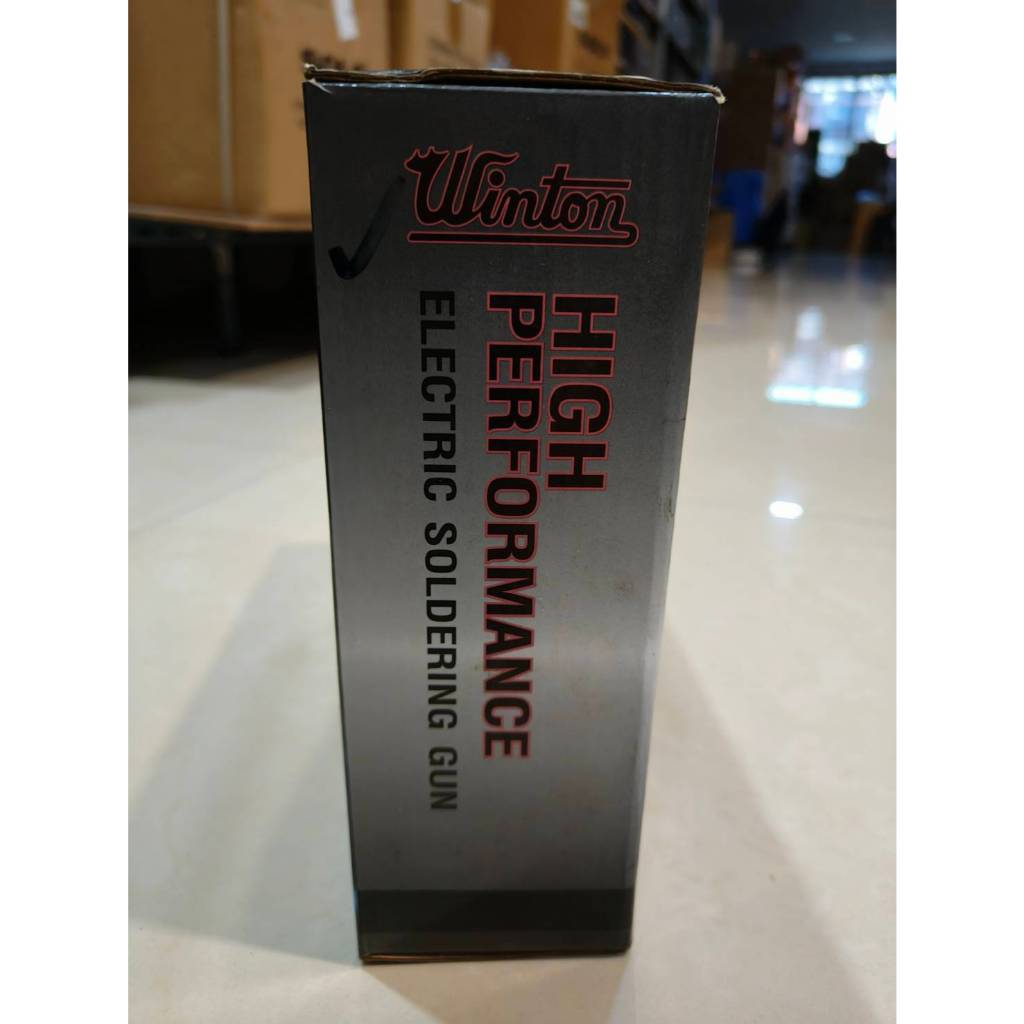 Winton
HIGH
PERFORMANCE
ELECTRIC SOLDERING GUN